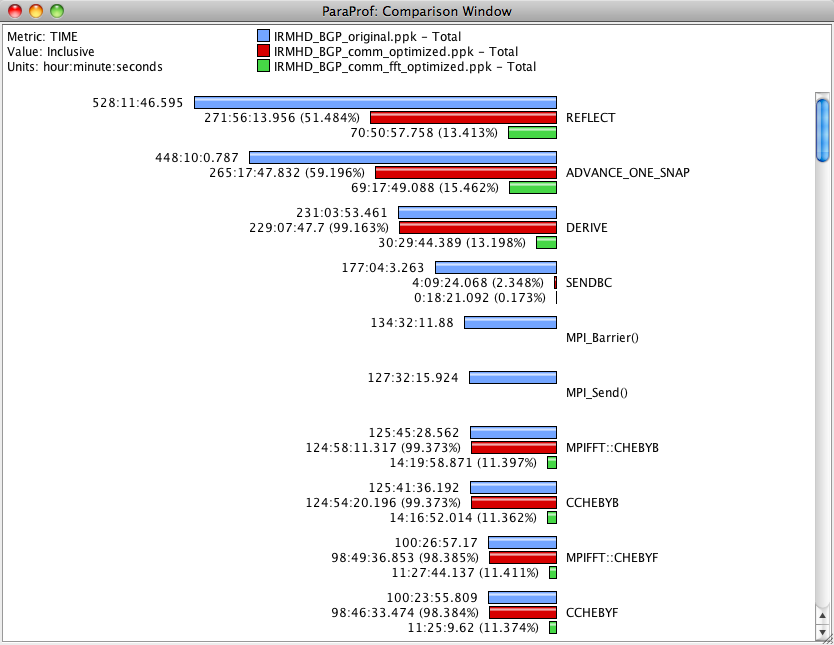 ParaProf: Comparison Window
Metric: TIME
Value: Inclusive
Units: hour:minute:seconds
IRMHD_BGP_original.ppk – Total
IRMHD_BGP_comm_optimized.ppk – Total
IRMHD_BGP_comm_fft_optimized.ppk – Total
528:11:46.595
271:56:13.956 (51.484%) REFLECT
70:50:57.758 (13.413%)
448:10:0.787
265:17:47.832 (59.196%) ADVANCE_ONE_SNAP
69:17:49.088 (15.462%)
231:03:53.461
229:07:47.7 (99.163%) DERIVE
30:29:44.389 (13.198%)
177:04:3.263
4:09:24.068 (2.348%) SENDBC
0:18:21.092 (0.173%)
134:32:11.88
MPI_Barrier()
127:32:15.924
MPI_Send()
125:45:28.562
124:58:11.317 (99.373%) MPIFFT::CHEBYB
14:19:58.871 (11.397%)
125:41:36.192
124:54:20.196 (99.373%) CCHEBYB
14:16:52.014 (11.362%)
100:26:57.17
98:49:36.853 (98.385%) MPIFFT::CHEBYF
11:27:44.137 (11.411%)
100:23:55.809
98:46:33.474 (98.384%) CCHEBYF
11:25:9.62 (11.374%)